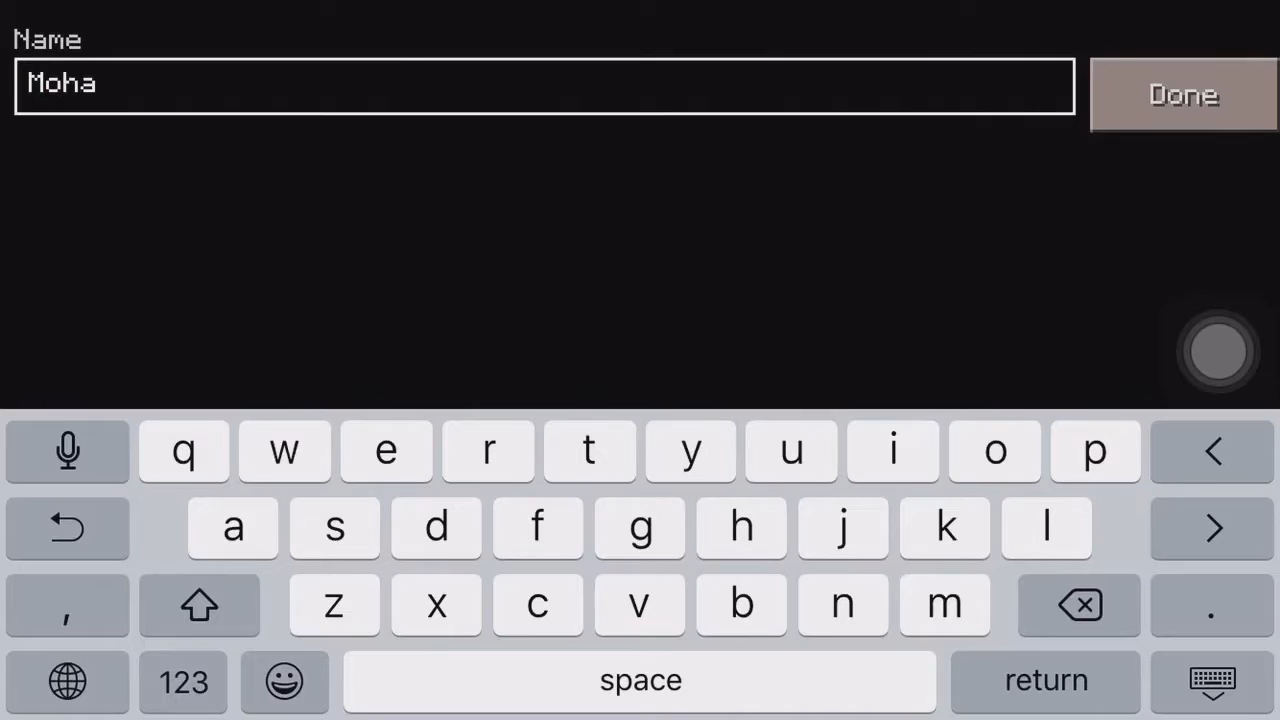 Name
Moha
Done
q w e r t y u i o p <
a s d f g h j k l >
, z x c v b n m .
123 space return